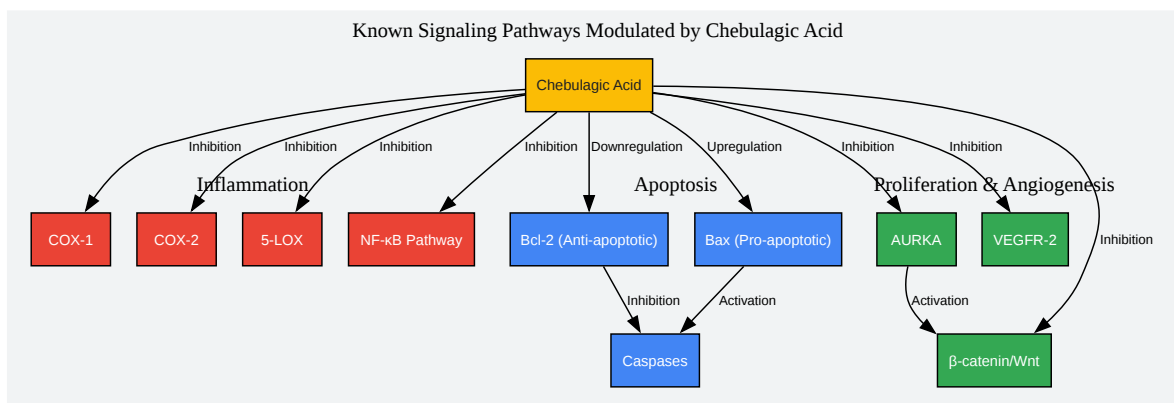 Known Signaling Pathways Modulated by Chebulagic Acid
Chebulagic Acid
Inhibition
Inhibition
Inhibition
Inhibition
Downregulation
Upregulation
Inhibition
Inhibition
Inflammation
Apoptosis
Proliferation & Angiogenesis
COX-1
COX-2
5-LOX
NF-κB Pathway
Bcl-2 (Anti-apoptotic)
Bax (Pro-apoptotic)
AURKA
VEGFR-2
Inhibition
Inhibition
Activation
Activation
Caspases
β-catenin/Wnt